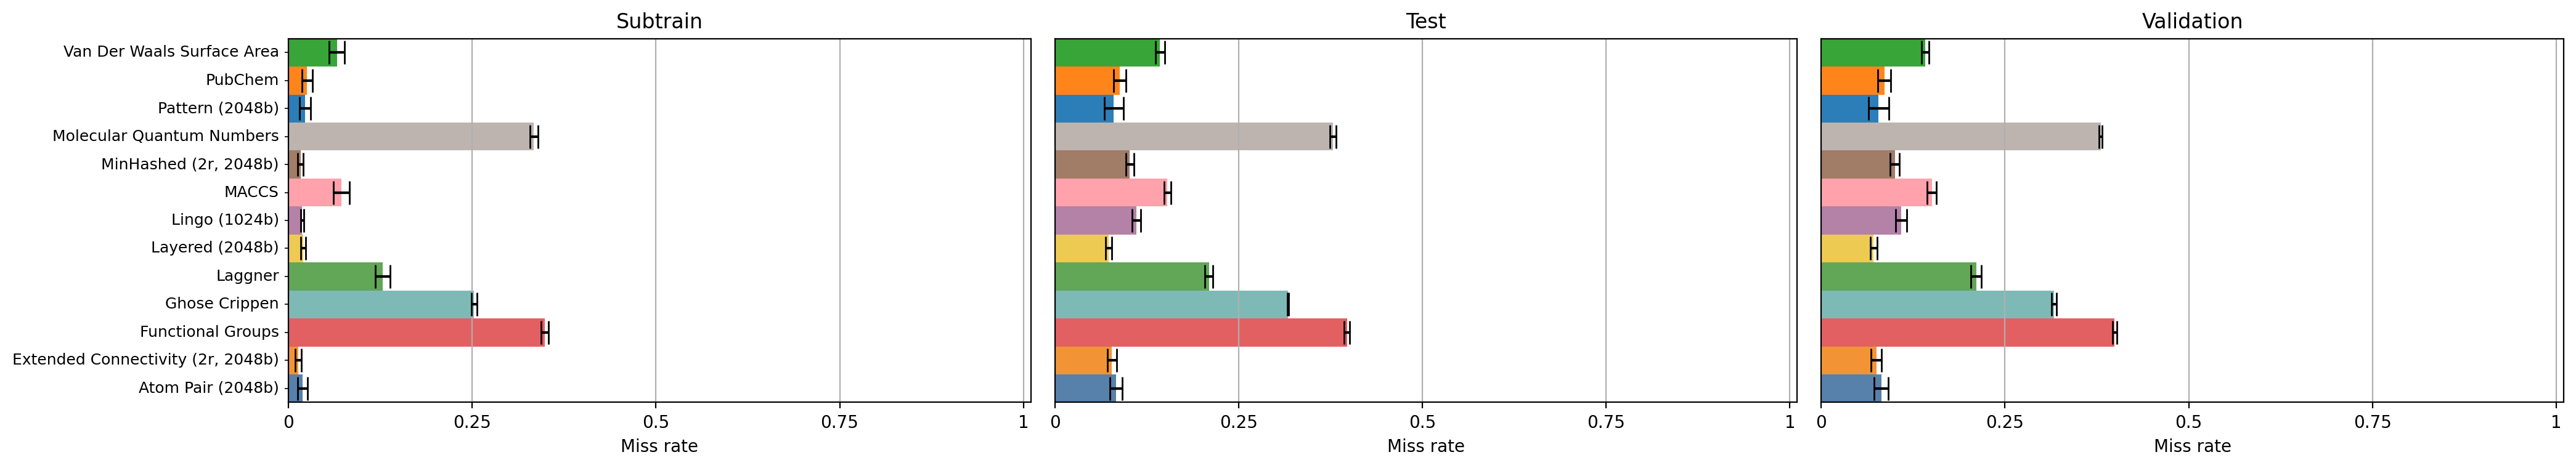 Subtrain
Test
Validation
Van Der Waals Surface Area
PubChem
Pattern (2048b)
Molecular Quantum Numbers
MinHashed (2r, 2048b)
MACCS
Lingo (1024b)
Layered (2048b)
Laggner
Ghose Crippen
Functional Groups
Extended Connectivity (2r, 2048b)
Atom Pair (2048b)
0 0.25 0.5 0.75 1
Miss rate
0 0.25 0.5 0.75 1
Miss rate
0 0.25 0.5 0.75 1
Miss rate